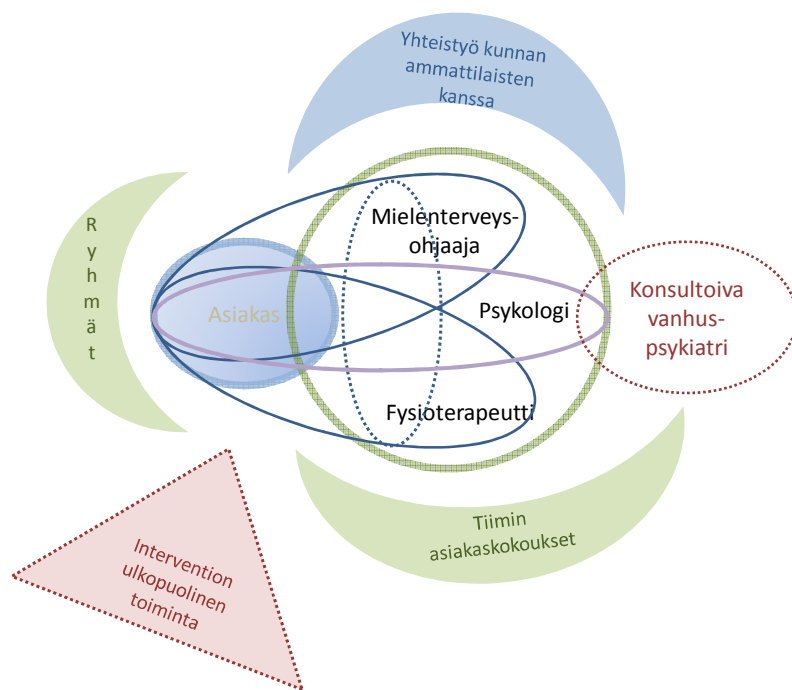 Yhteistyö kunnan
ammattilaisten
kanssa
R
y
h
m
ä
t
Mielenterveys-
ohjaaja
Asiakas
Psykologi
Konsultoiva
vanhus-
psykiatri
Fysioterapeutti
Tiimin
asiakaskokoukset
Intervention
ulkopuolinen
toiminta